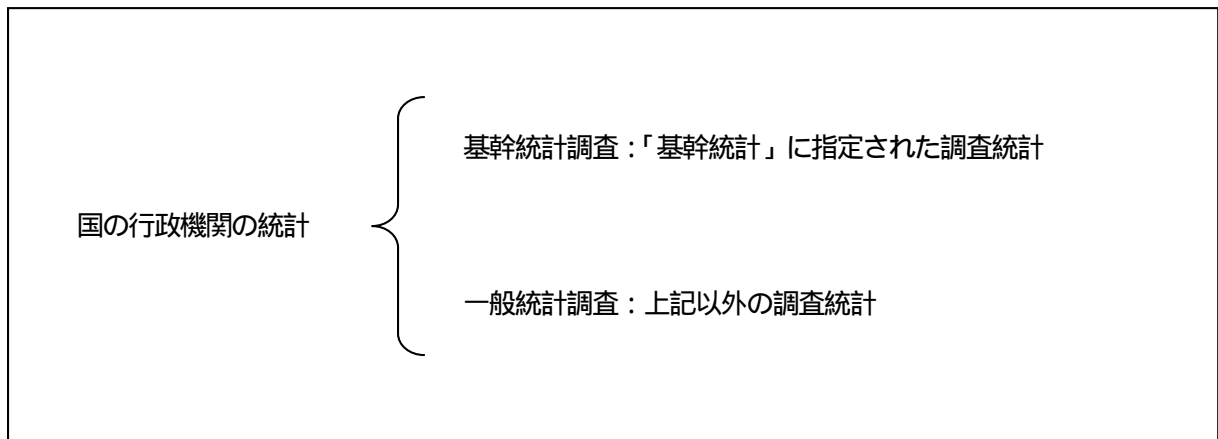 基幹統計調査：「基幹統計」に指定された調査統計
国の行政機関の統計
一般統計調査：上記以外の調査統計